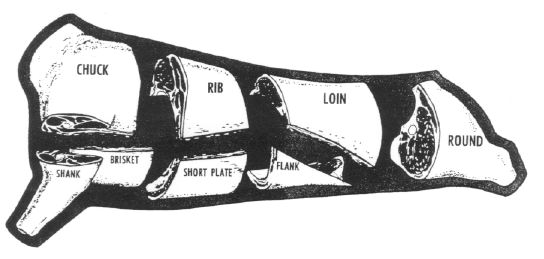 CHUCK
RIB
LOIN
ROUND
SHANK
BRISKET
SHORT PLATE
FLANK